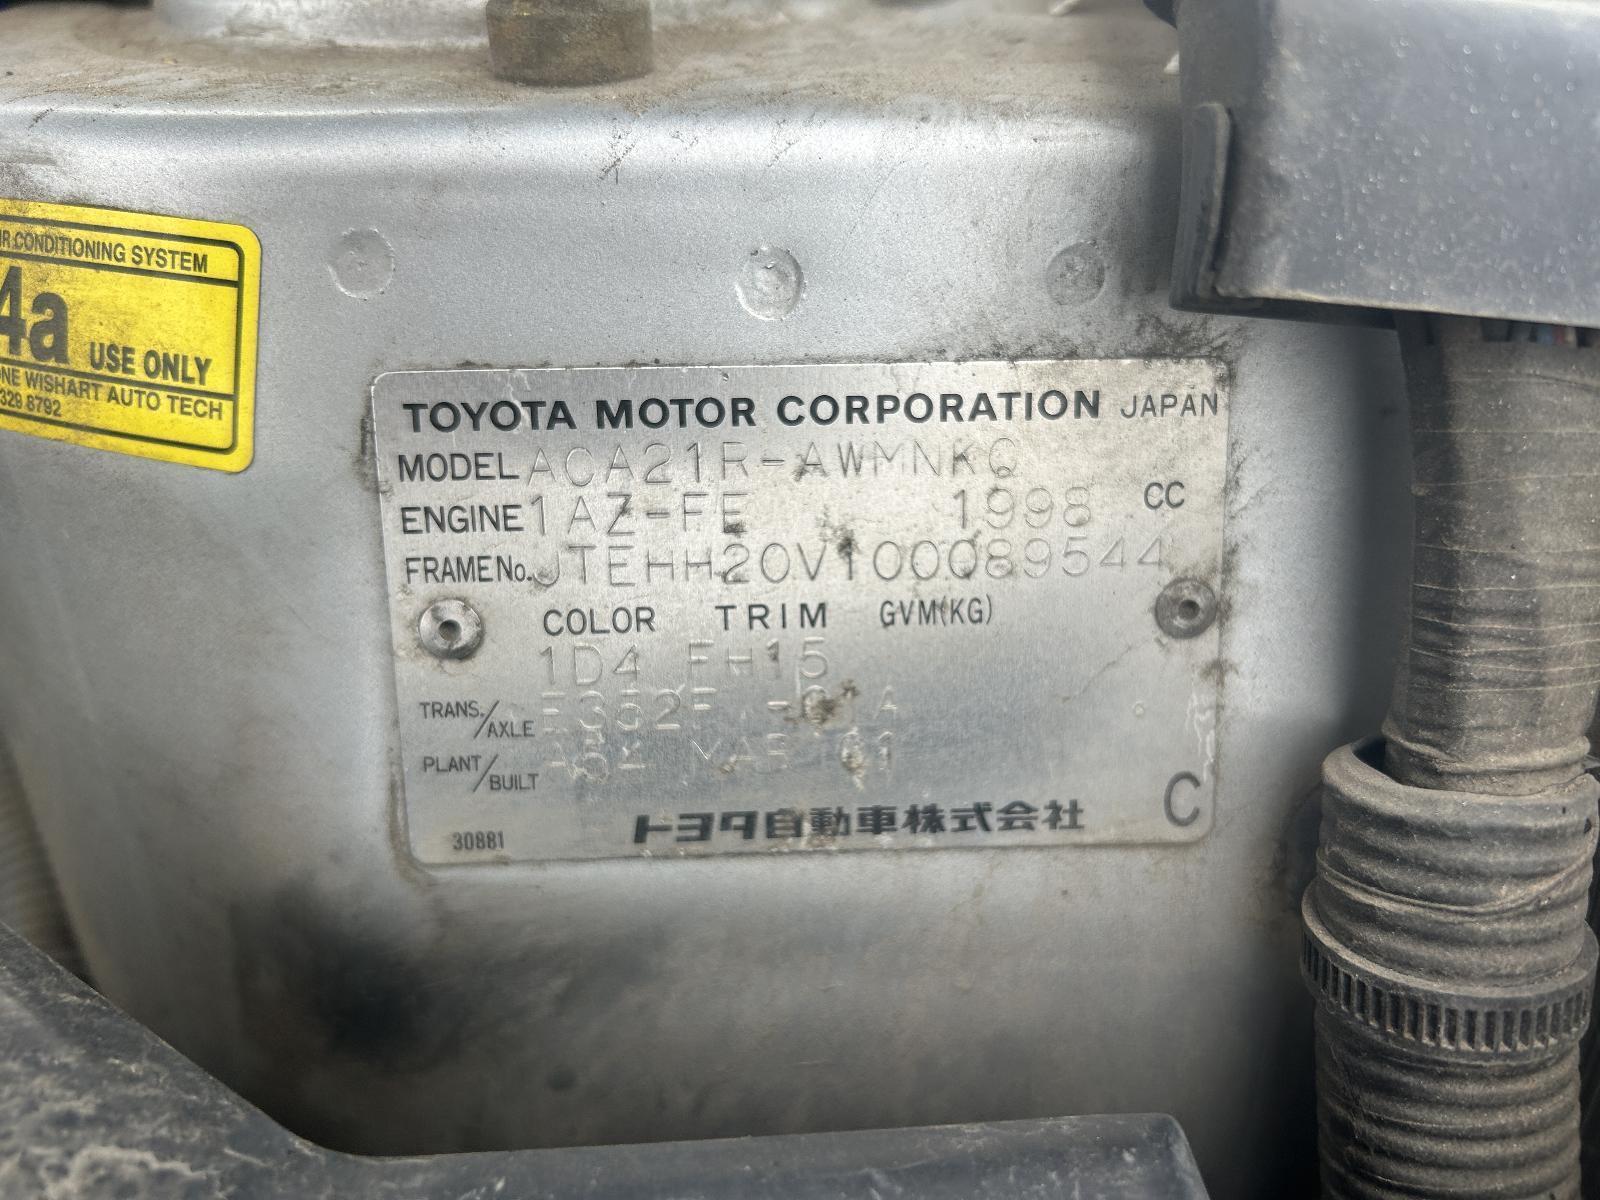 IR CONDITIONING SYSTEM
4a USE ONLY
ONE WISHART AUTO TECH
329 8792
TOYOTA MOTOR CORPORATION JAPAN
MODEL ACA21R-AWMNKQ
ENGINE 1AZ-FE 1998 CC
FRAME No. JTEHH20V100089544
COLOR TRIM GVM(KG)
1D4 FH15
TRANS./AXLE
PLANT/BUILT
30881 トヨタ自動車株式会社 C